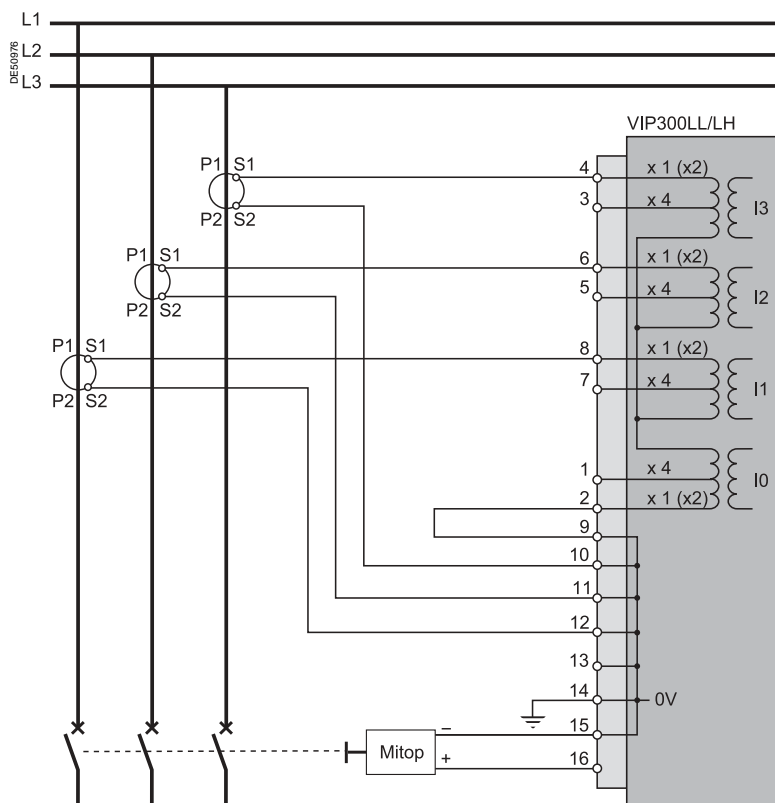 L1
L2
L3
DE50976
VIP300LL/LH
P1 S1
P2 S2
4
x 1 (x2)
3
x 4
I3
P1 S1
P2 S2
6
x 1 (x2)
5
x 4
I2
P1 S1
P2 S2
8
x 1 (x2)
7
x 4
I1
1
x 4
2
x 1 (x2)
I0
9
10
11
12
13
14
0V
15
16
Mitop
–
+